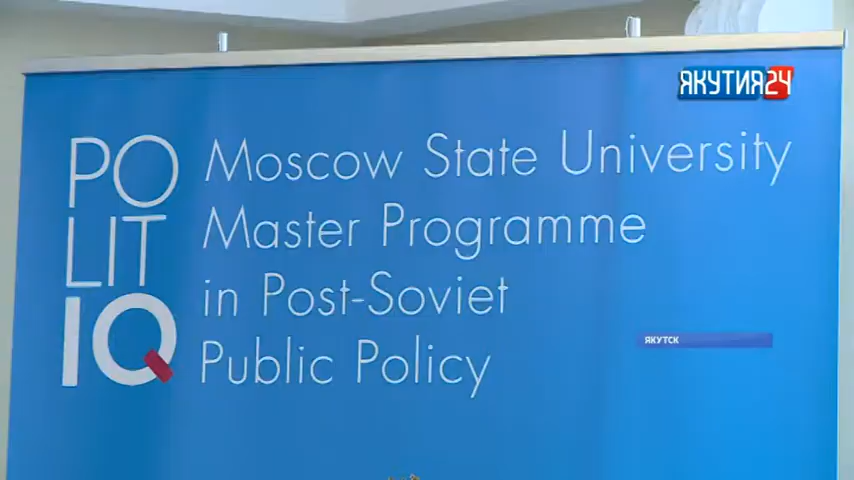 ЯКУТИЯ24
PO
LIT
IQ
Moscow State University
Master Programme
in Post-Soviet
Public Policy
ЯКУТСК